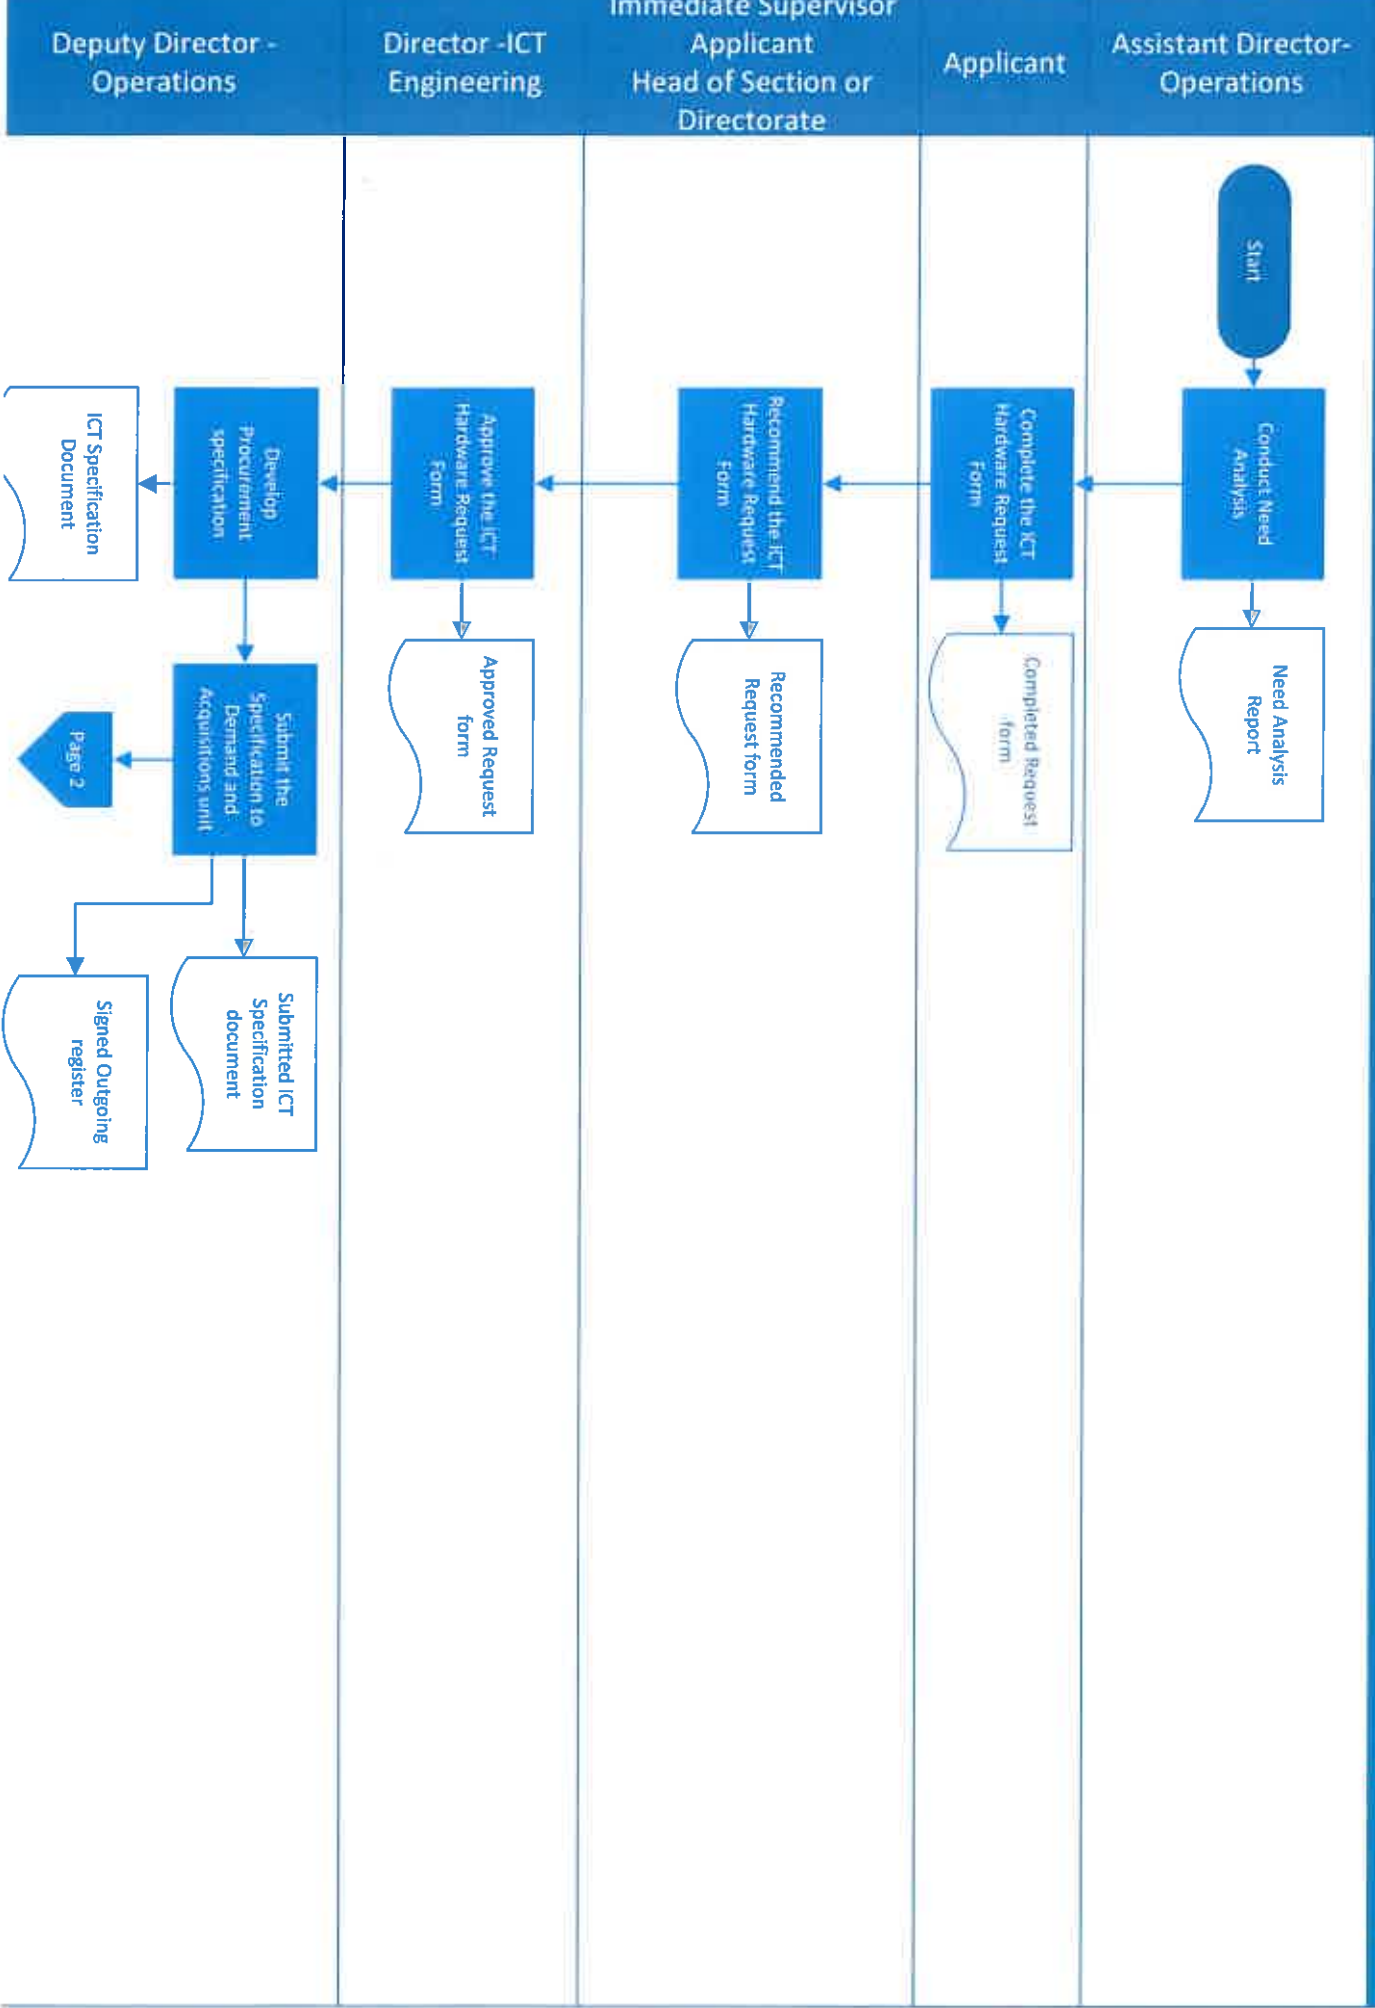 Deputy Director -
Operations
Director -ICT
Engineering
Immediate Supervisor
Applicant
Head of Section or
Directorate
Applicant
Assistant Director-
Operations
Start
Conduct Need
Analysis
Need Analysis
Report
Complete the ICT
Hardware Request
Form
Completed Request
form
Recommend the ICT
Hardware Request
Form
Recommended
Request form
Approve the ICT
Hardware Request
Form
Approved Request
form
Develop
Procurement
specification
ICT Specification
Document
Submit the
Specification to
Demand and
Acquisitions unit
Page 2
Submitted ICT
Specification
document
Signed Outgoing
register